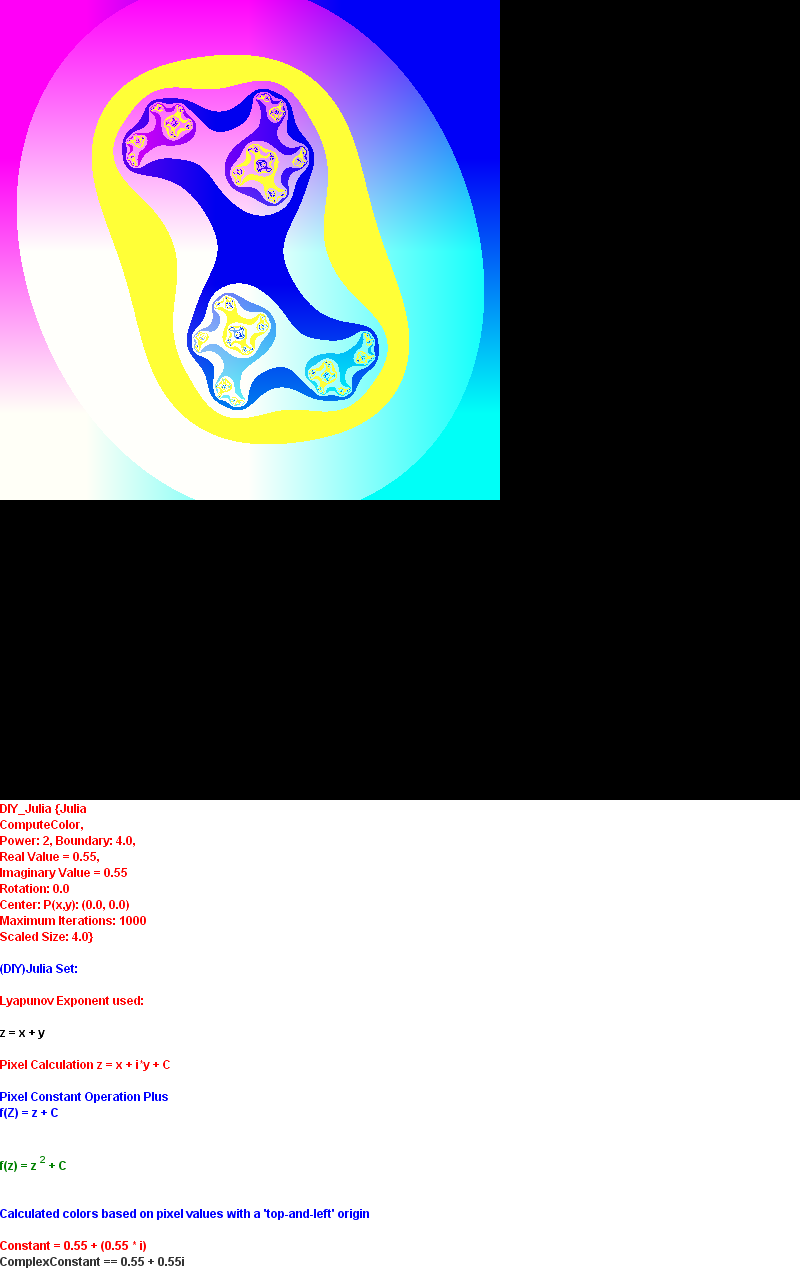 DIY_Julia {Julia
ComputeColor,
Power: 2, Boundary: 4.0,
Real Value = 0.55,
Imaginary Value = 0.55
Rotation: 0.0
Center: P(x,y): (0.0, 0.0)
Maximum Iterations: 1000
Scaled Size: 4.0}
(DIY)Julia Set:
Lyapunov Exponent used:
z = x + y
Pixel Calculation z = x + i*y + C
Pixel Constant Operation Plus
f(Z) = z + C
f(z) = z 2 + C
Calculated colors based on pixel values with a 'top-and-left' origin
Constant = 0.55 + (0.55 * i)
ComplexConstant == 0.55 + 0.55i